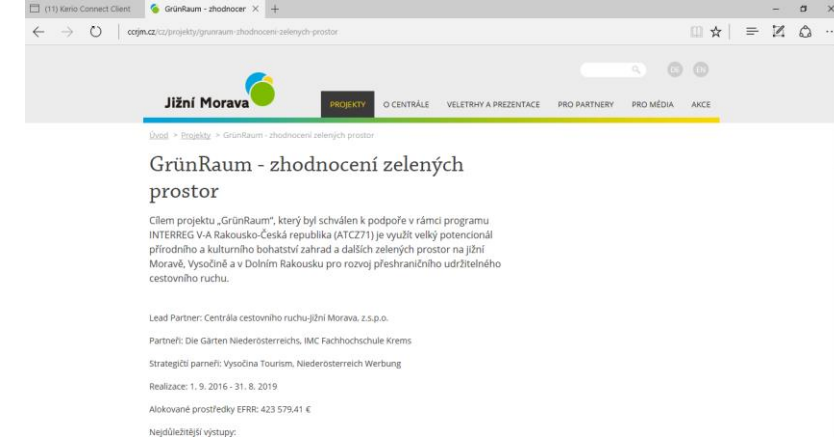 (11) Kerio Connect Client
GrünRaum - zhodnocer
ccrjm.cz/cz/projekty/grunraum-zhodnoceni-zelenych-prostor
DE
EN
Jižní Morava
PROJEKTY
O CENTRÁLE
VELETRHY A PREZENTACE
PRO PARTNERY
PRO MÉDIA
AKCE
Úvod > Projekty > GrünRaum - zhodnocení zelených prostor
GrünRaum - zhodnocení zelených
prostor
Cílem projektu „GrünRaum“, který byl schválen k podpoře v rámci programu
INTERREG V-A Rakousko-Česká republika (ATCZ71) je využít velký potencionál
přírodního a kulturního bohatství zahrad a dalších zelených prostor na jižní
Moravě, Vysočině a v Dolním Rakousku pro rozvoj přeshraničního udržitelného
cestovního ruchu.
Lead Partner: Centrála cestovního ruchu-Jižní Morava, z.s.p.o.
Partneři: Die Gärten Niederösterreichs, IMC Fachhochschule Krems
Strategičtí parneři: Vysočina Tourism, Niederösterreich Werbung
Realizace: 1. 9. 2016 - 31. 8. 2019
Alokované prostředky EFRR: 423 579,41 €
Nejdůležitější výstupy: